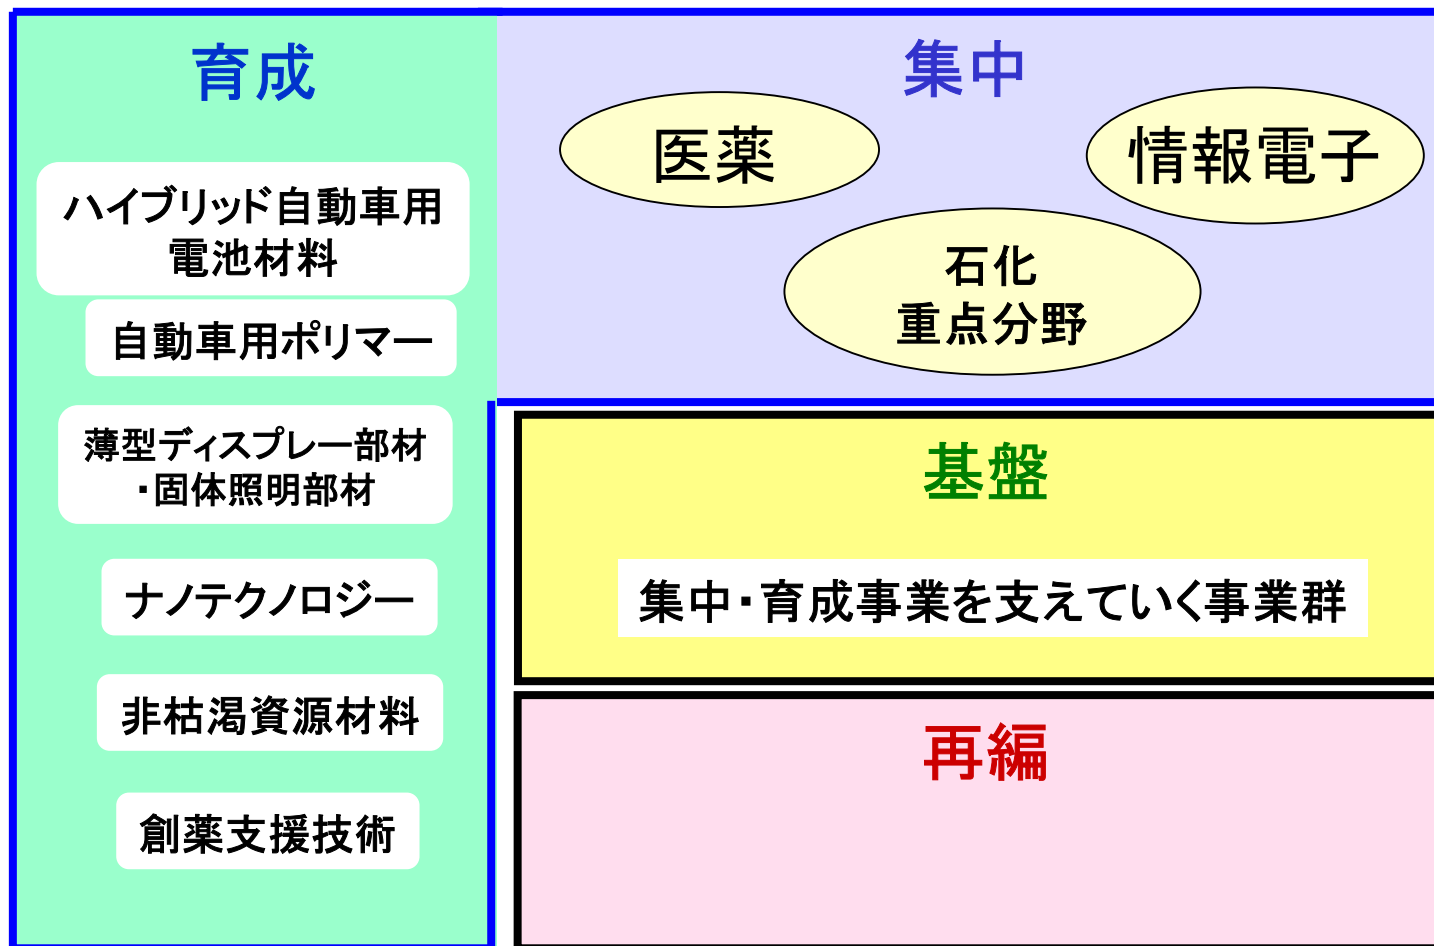 育成
ハイブリッド自動車用
電池材料
自動車用ポリマー
薄型ディスプレー部材
・固体照明部材
ナノテクノロジー
非枯渇資源材料
創薬支援技術
集中
医薬
情報電子
石化
重点分野
基盤
集中・育成事業を支えていく事業群
再編